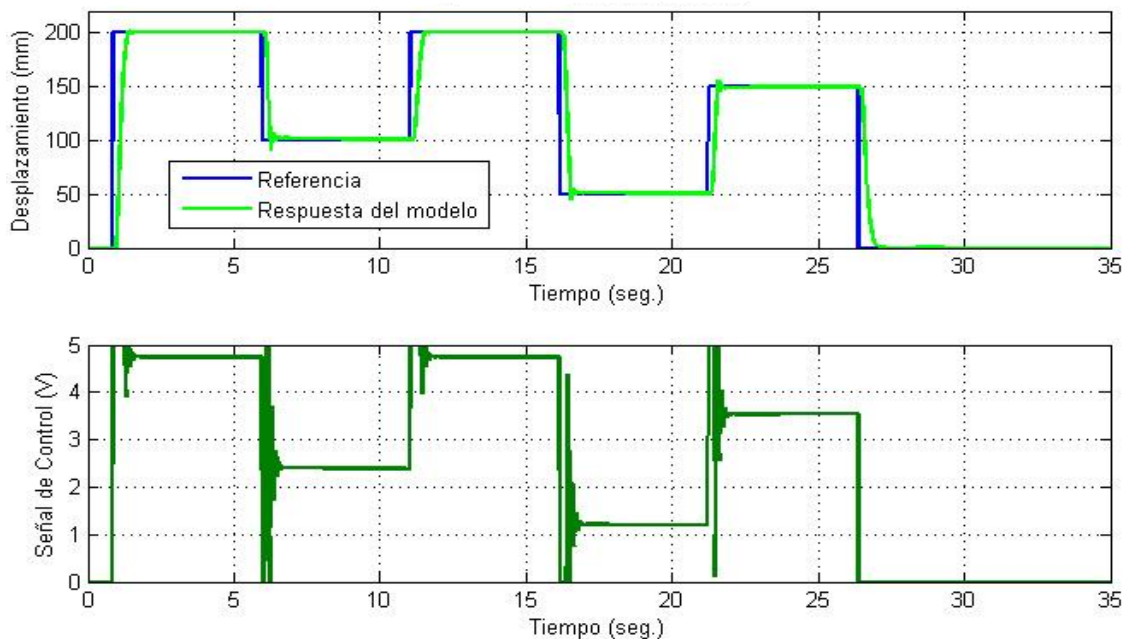 Desplazamiento (mm)
200
150
100
50
0
Referencia
Respuesta del modelo
0 5 10 15 20 25 30 35
Tiempo (seg.)
Señal de Control (V)
5
4
3
2
1
0
0 5 10 15 20 25 30 35
Tiempo (seg.)